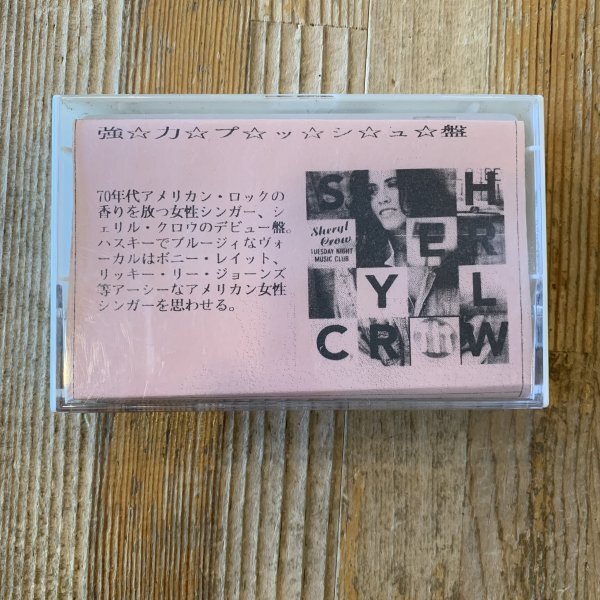 強☆力☆プ☆ッ☆シ☆ュ☆盤
70年代アメリカン・ロックの
香りを放つ女性シンガー、シ
ェリル・クロウのデビュー盤。
ハスキーでブルージィなヴォ
ーカルはボニー・レイット、
リッキー・リー・ジョーンズ
等アーシーなアメリカン女性
シンガーを思わせる。
S H
Sheryl
Crow
E R
TUESDAY NIGHT
MUSIC CLUB
Y L
CROW